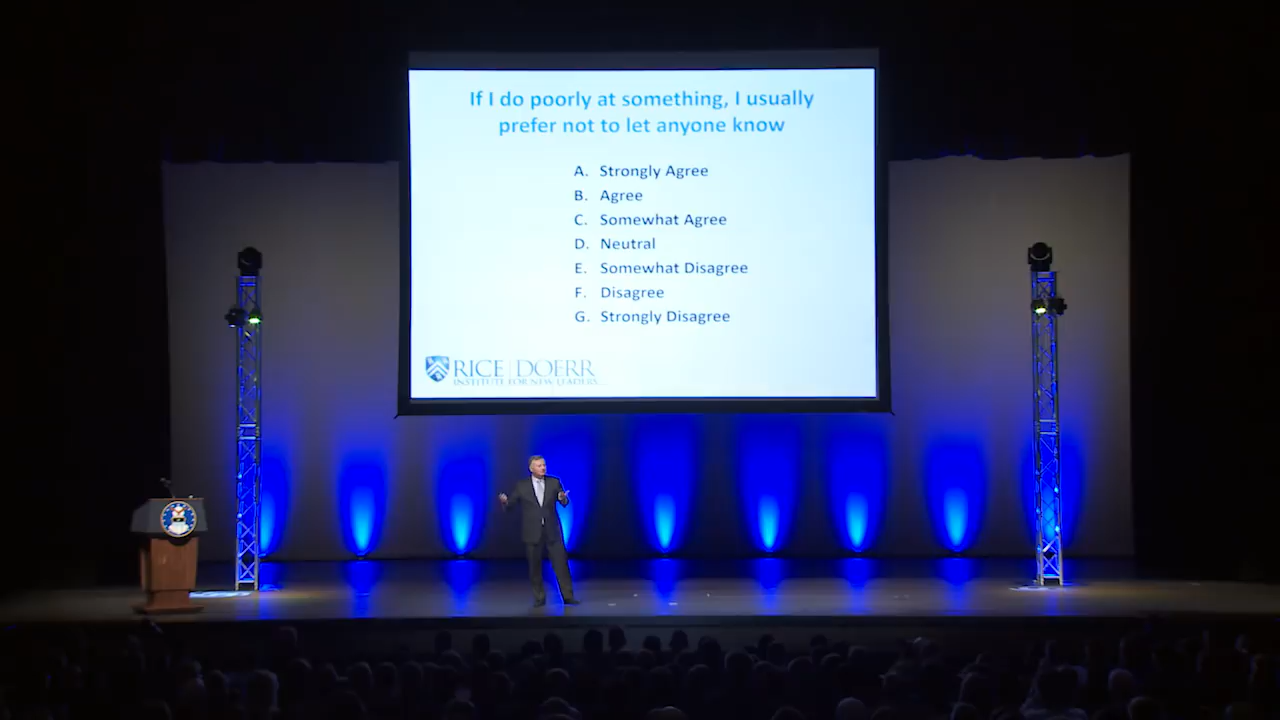 If I do poorly at something, I usually
prefer not to let anyone know
A. Strongly Agree
B. Agree
C. Somewhat Agree
D. Neutral
E. Somewhat Disagree
F. Disagree
G. Strongly Disagree
RICE | DOERR
INSTITUTE FOR NEW LEADERS